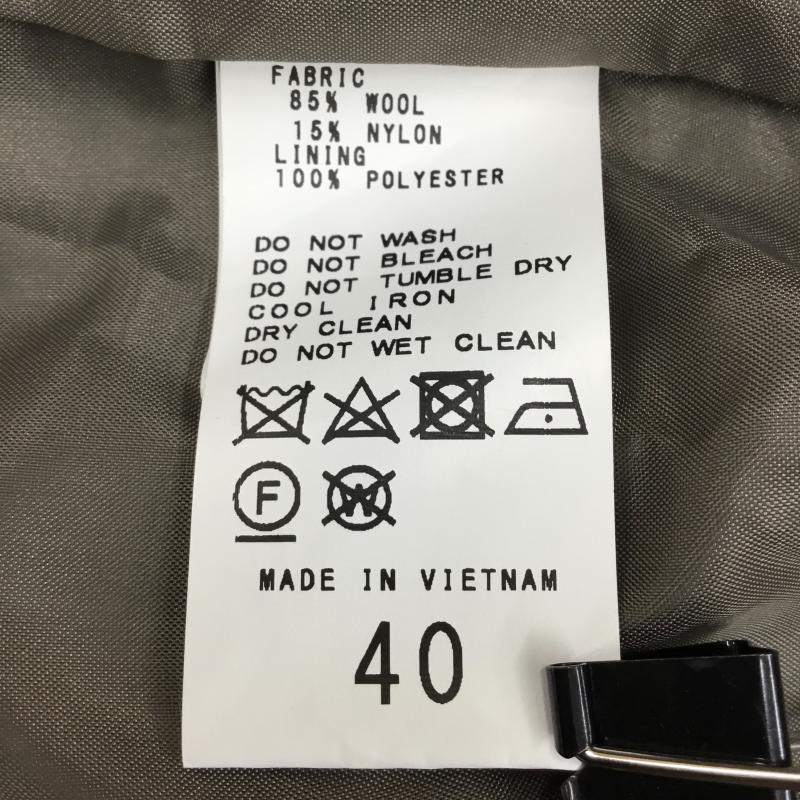 FABRIC
85% WOOL
15% NYLON
LINING
100% POLYESTER
DO NOT WASH
DO NOT BLEACH
DO NOT TUMBLE DRY
COOL IRON
DRY CLEAN
DO NOT WET CLEAN
F W
MADE IN VIETNAM
40